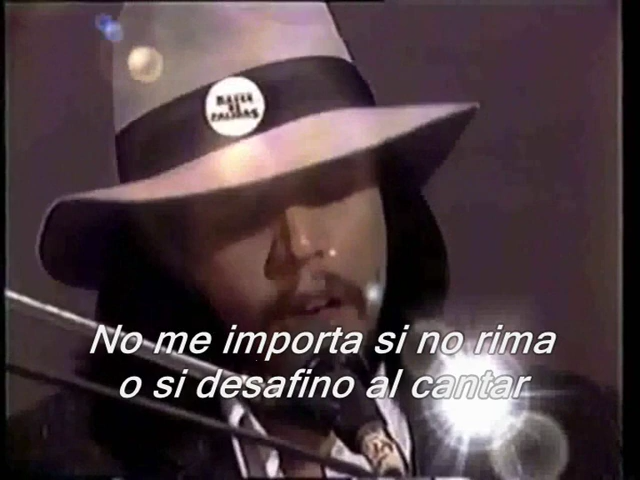 No me importa si no rima
o si desafino al cantar